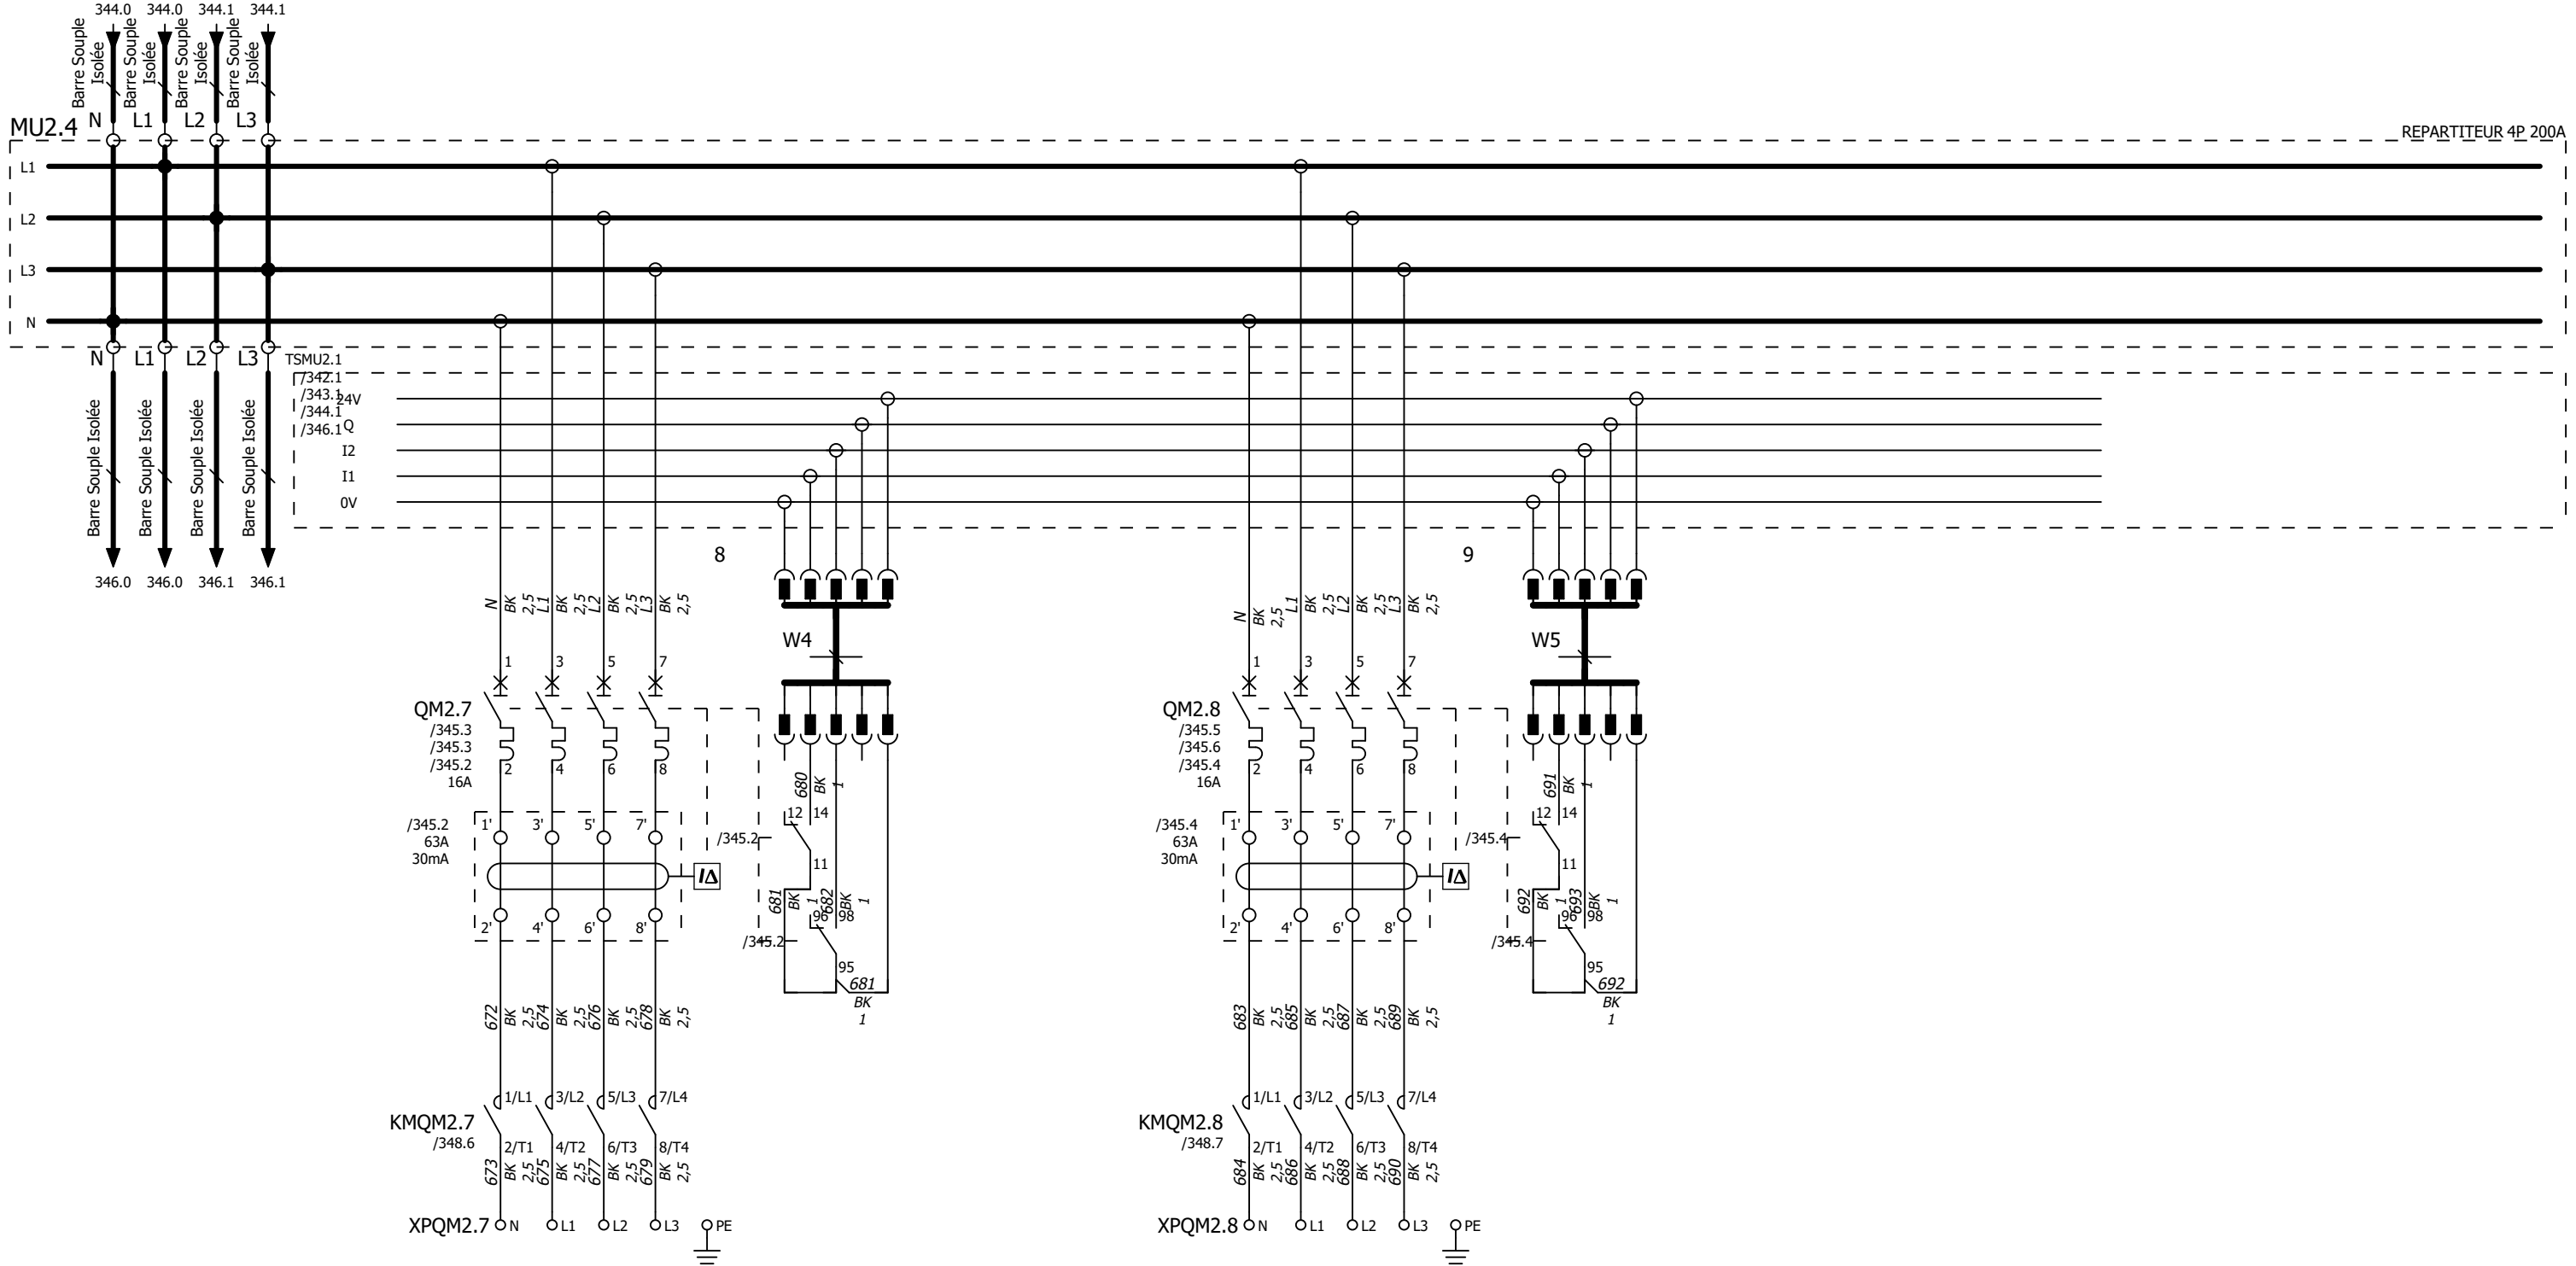 344.0 344.0 344.1 344.1
Barre Souple
Isolée
Barre Souple
Isolée
Barre Souple
Isolée
Barre Souple
Isolée
MU2.4 N L1 L2 L3
REPARTITEUR 4P 200A
L1
L2
L3
N
N L1 L2 L3 TSMU2.1
/342.1
/343.1
/344.1
/346.1
24V
Q
I2
I1
0V
Barre Souple Isolée
Barre Souple Isolée
Barre Souple Isolée
Barre Souple Isolée
346.0 346.0 346.1 346.1
8
9
N BK 2,5 L1 BK 2,5 L2 BK 2,5 L3 BK 2,5
W4
N BK 2,5 L1 BK 2,5 L2 BK 2,5 L3 BK 2,5
W5
1 3 5 7
QM2.7
/345.3
/345.3
/345.2
16A
2 4 6 8
680 BK 1
1 3 5 7
QM2.8
/345.5
/345.6
/345.4
16A
2 4 6 8
691 BK 1
/345.2
63A
30mA
1' 3' 5' 7'
IΔ
2' 4' 6' 8'
/345.2
12 14
11
681 BK 1
682 BK 1
96 98
/345.2
95
681
BK
1
/345.4
63A
30mA
1' 3' 5' 7'
IΔ
2' 4' 6' 8'
/345.4
12 14
11
692 BK 1
693 BK 1
96 98
/345.4
95
692
BK
1
672 BK 2,5 674 BK 2,5 676 BK 2,5 678 BK 2,5
683 BK 2,5 685 BK 2,5 687 BK 2,5 689 BK 2,5
1/L1 3/L2 5/L3 7/L4
KMQM2.7
/348.6
2/T1 4/T2 6/T3 8/T4
673 BK 2,5 675 BK 2,5 677 BK 2,5 679 BK 2,5
XPQM2.7 N L1 L2 L3 PE
1/L1 3/L2 5/L3 7/L4
KMQM2.8
/348.7
2/T1 4/T2 6/T3 8/T4
684 BK 2,5 686 BK 2,5 688 BK 2,5 690 BK 2,5
XPQM2.8 N L1 L2 L3 PE